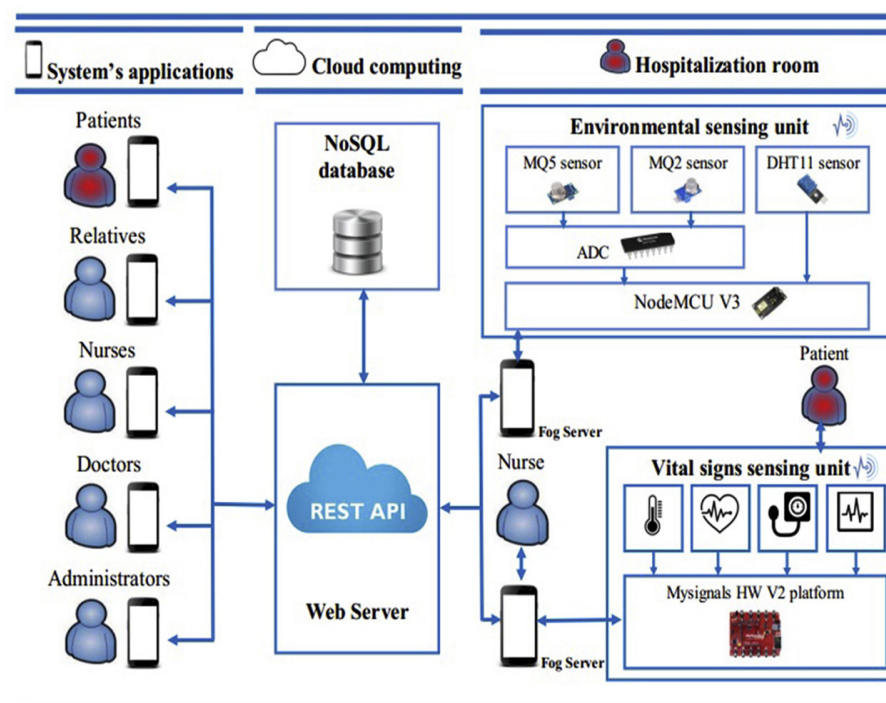 System's applications
Cloud computing
Hospitalization room
Patients
Relatives
Nurses
Doctors
Administrators
NoSQL
database
REST API
Web Server
Environmental sensing unit
MQ5 sensor
MQ2 sensor
DHT11 sensor
ADC
NodeMCU V3
Fog Server
Patient
Nurse
Vital signs sensing unit
Mysignals HW V2 platform
Fog Server